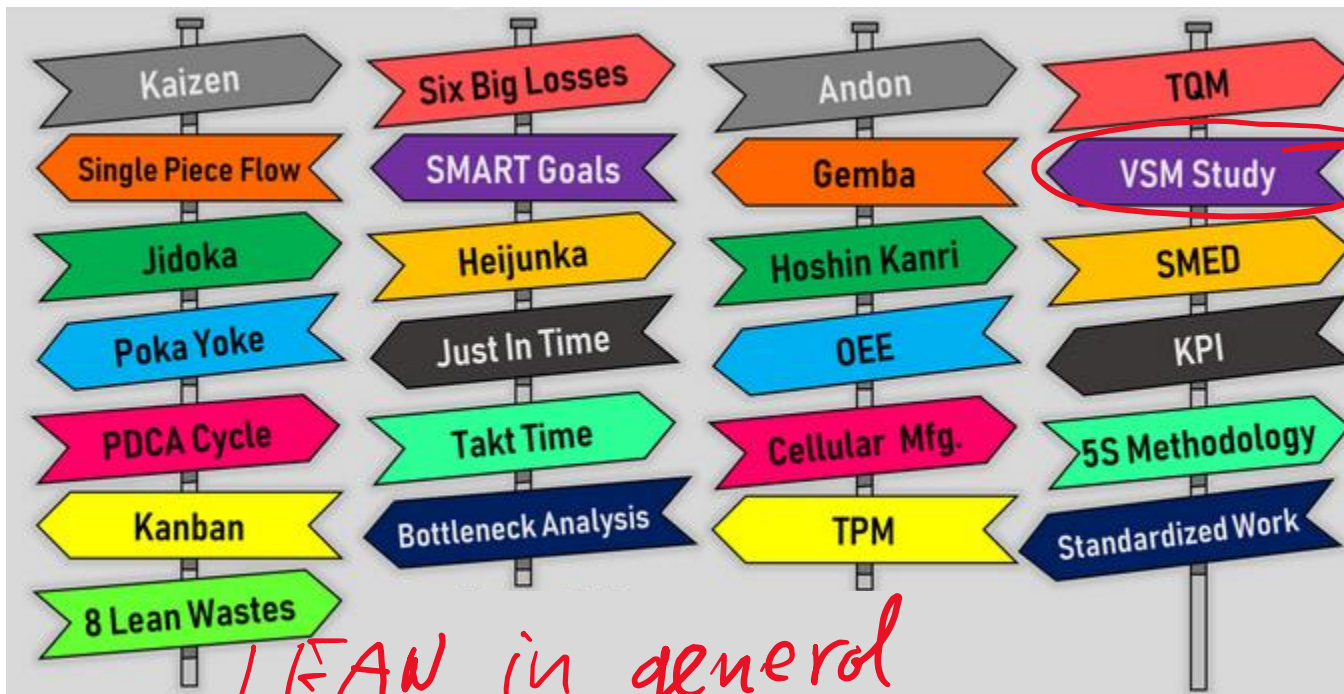 Kaizen
Single Piece Flow
Jidoka
Poka Yoke
PDCA Cycle
Kanban
8 Lean Wastes
Six Big Losses
SMART Goals
Heijunka
Just In Time
Takt Time
Bottleneck Analysis
Andon
Gemba
Hoshin Kanri
OEE
Cellular Mfg.
TPM
TQM
VSM Study
SMED
KPI
5S Methodology
Standardized Work
LEAN in general